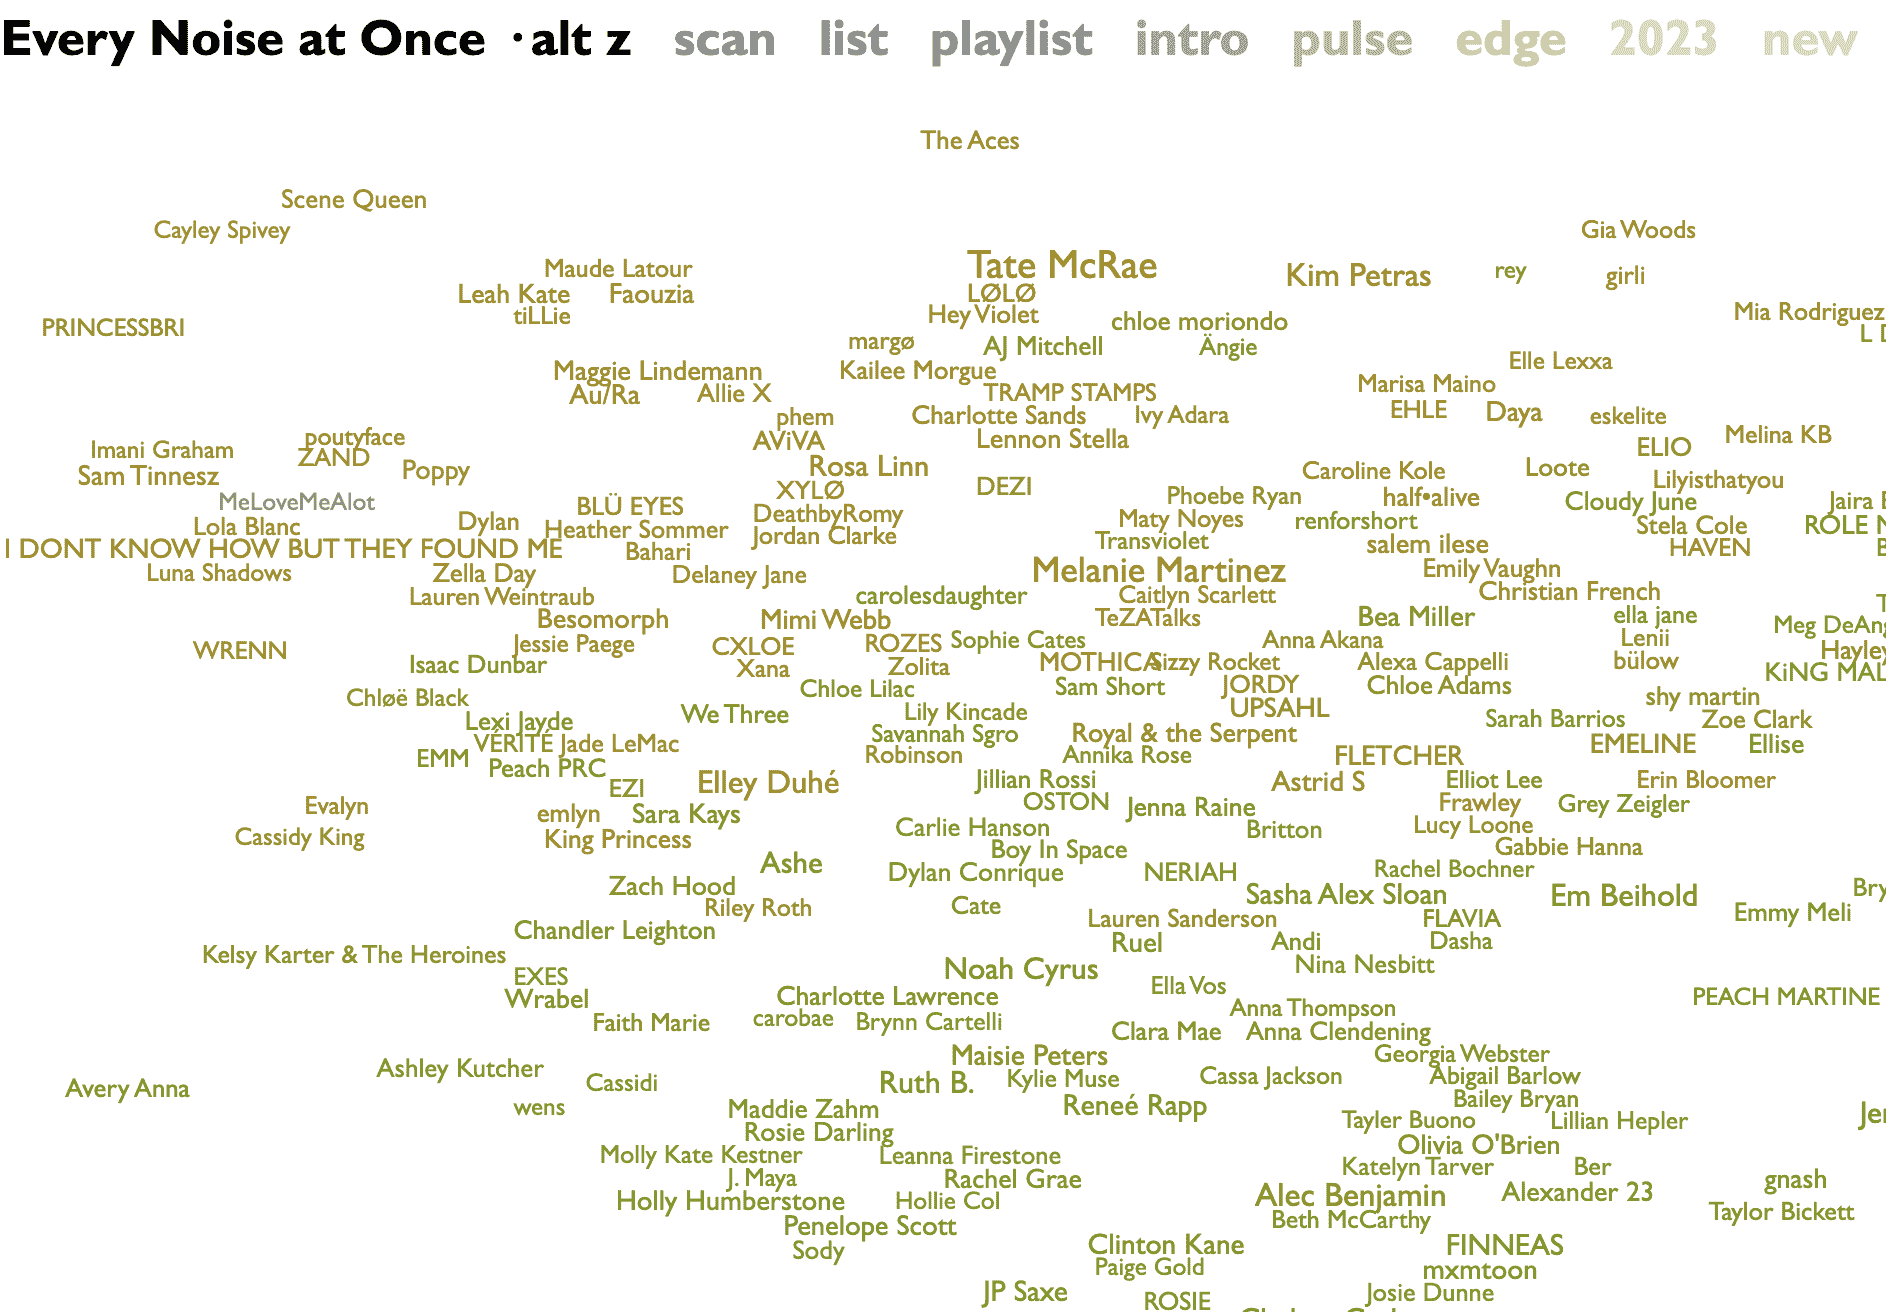 Every Noise at Once · alt z scan list playlist intro pulse edge 2023 new
The Aces
Scene Queen
Cayley Spivey
Gia Woods
Tate McRae
Maude Latour
Kim Petras
rey
girli
Leah Kate
Faouzia
LØLØ
tiLLie
Hey Violet
Mia Rodriguez
chloe moriondo
PRINCESSBRI
margø
AJ Mitchell
Ängie
Elle Lexxa
Maggie Lindemann
Kailee Morgue
Marisa Maino
Au/Ra
Allie X
TRAMP STAMPS
EHLE
Daya
phem
Charlotte Sands
Ivy Adara
eskelite
poutyface
AViVA
Lennon Stella
Melina KB
Imani Graham
ZAND
ELIO
Sam Tinnesz
Poppy
Rosa Linn
Caroline Kole
Loote
Lilyisthatyou
XYLØ
DEZI
Phoebe Ryan
half•alive
MeLoveMeAlot
BLÜ EYES
Cloudy June
Jaira
Lola Blanc
Dylan
Heather Sommer
DeathbyRomy
Maty Noyes
renforshort
Stela Cole
ROLE
I DONT KNOW HOW BUT THEY FOUND ME
Bahari
Jordan Clarke
Transviolet
salem ilese
HAVEN
Luna Shadows
Zella Day
Delaney Jane
Melanie Martinez
Emily Vaughn
Lauren Weintraub
carolesdaughter
Caitlyn Scarlett
Christian French
Besomorph
Mimi Webb
TeZATalks
Bea Miller
ella jane
Meg DeAng
WRENN
Jessie Paege
CXLOE
ROZES
Sophie Cates
Anna Akana
Lenii
Hayley
Isaac Dunbar
Xana
Zolita
MOTHICA
Sizzy Rocket
Alexa Cappelli
bülow
KiNG MAL
Chløë Black
Chloe Lilac
Sam Short
JORDY
Chloe Adams
shy martin
Lexi Jayde
We Three
Lily Kincade
UPSAHL
Sarah Barrios
Zoe Clark
VÉRITÉ
Jade LeMac
Savannah Sgro
Royal & the Serpent
EMELINE
Ellise
EMM
Peach PRC
Robinson
Annika Rose
FLETCHER
EZI
Elley Duhé
Jillian Rossi
Astrid S
Elliot Lee
Erin Bloomer
Evalyn
emlyn
Sara Kays
OSTON
Jenna Raine
Frawley
Grey Zeigler
Cassidy King
King Princess
Carlie Hanson
Britton
Lucy Loone
Boy In Space
Gabbie Hanna
Ashe
Dylan Conrique
NERIAH
Rachel Bochner
Zach Hood
Sasha Alex Sloan
Em Beihold
Bry
Riley Roth
Cate
Lauren Sanderson
FLAVIA
Emmy Meli
Chandler Leighton
Ruel
Andi
Dasha
Kelsy Karter & The Heroines
Noah Cyrus
Nina Nesbitt
EXES
Ella Vos
Wrabel
Charlotte Lawrence
Anna Thompson
PEACH MARTINE
Faith Marie
carobae
Brynn Cartelli
Clara Mae
Anna Clendening
Maisie Peters
Georgia Webster
Ashley Kutcher
Cassidi
Ruth B.
Kylie Muse
Cassa Jackson
Abigail Barlow
Avery Anna
wens
Maddie Zahm
Reneé Rapp
Bailey Bryan
Rosie Darling
Tayler Buono
Lillian Hepler
Jer
Molly Kate Kestner
Leanna Firestone
Olivia O'Brien
J. Maya
Rachel Grae
Katelyn Tarver
Ber
gnash
Holly Humberstone
Hollie Col
Alec Benjamin
Alexander 23
Penelope Scott
Beth McCarthy
Taylor Bickett
Sody
Clinton Kane
FINNEAS
Paige Gold
mxmtoon
JP Saxe
ROSIE
Josie Dunne